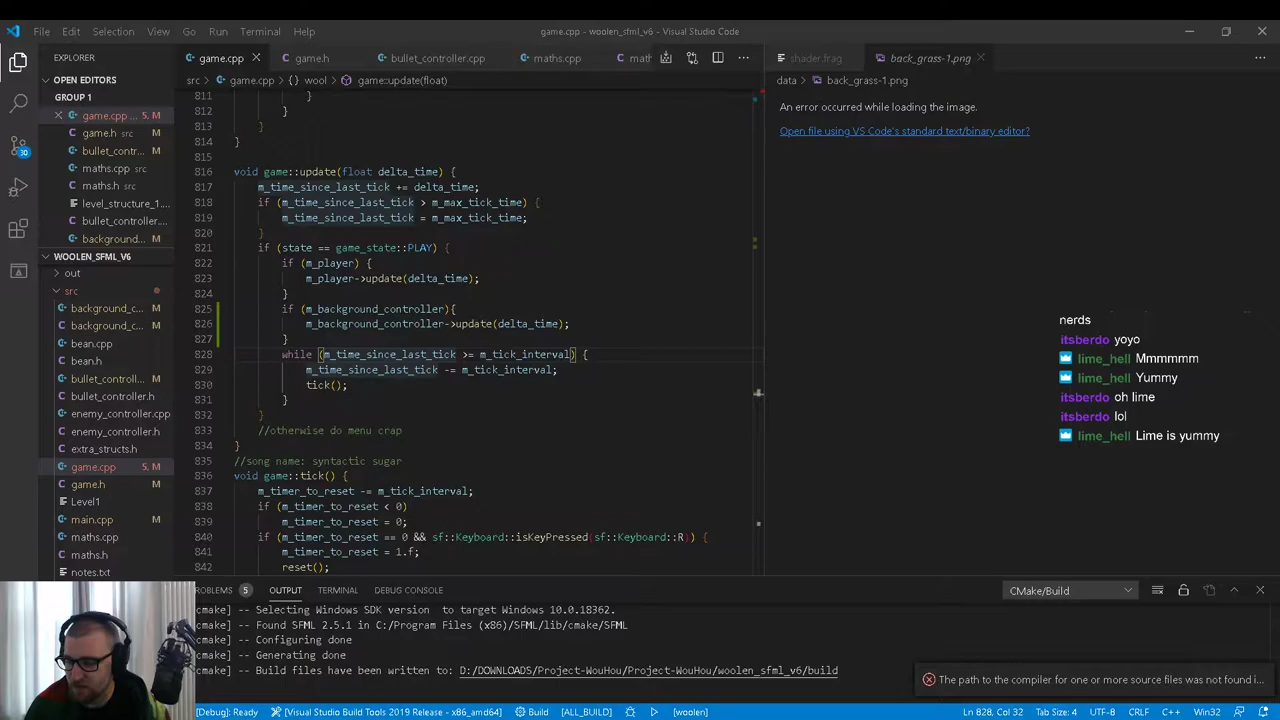 File Edit Selection View Go Run Terminal Help
game.cpp - woolen_sfml_v6 - Visual Studio Code
EXPLORER
OPEN EDITORS
GROUP 1
game.cpp ... 5, M
game.h src
bullet_contr... M
maths.cpp src
maths.h src
level_structure_1....
bullet_controller....
background... M
WOOLEN_SFML_V6
out
src
background_c... M
background_c... M
bean.cpp
bean.h
bullet_controll... M
bullet_controller.h
enemy_controller.cpp
enemy_controller.h
extra_structs.h
game.cpp 5, M
game.h M
Level1
main.cpp M
maths.cpp
maths.h
notes.txt
30
game.cpp game.h bullet_controller.cpp maths.cpp math
src > game.cpp > {} wool > game::update(float)
811 }
812 }
813 }
814 }
815
816 void game::update(float delta_time) {
817 m_time_since_last_tick += delta_time;
818 if (m_time_since_last_tick > m_max_tick_time) {
819 m_time_since_last_tick = m_max_tick_time;
820 }
821 if (state == game_state::PLAY) {
822 if (m_player) {
823 m_player->update(delta_time);
824 }
825 if (m_background_controller){
826 m_background_controller->update(delta_time);
827 }
828 while (m_time_since_last_tick >= m_tick_interval) {
829 m_time_since_last_tick -= m_tick_interval;
830 tick();
831 }
832 }
833 //otherwise do menu crap
834 }
835 //song name: syntactic sugar
836 void game::tick() {
837 m_timer_to_reset -= m_tick_interval;
838 if (m_timer_to_reset < 0)
839 m_timer_to_reset = 0;
840 if (m_timer_to_reset == 0 && sf::Keyboard::isKeyPressed(sf::Keyboard::R)) {
841 m_timer_to_reset = 1.f;
842 reset();
shader.frag back_grass-1.png
data > back_grass-1.png
An error occurred while loading the image.
Open file using VS Code's standard text/binary editor?
nerds
itsberdo yoyo
lime_hell Mmmmmm
lime_hell Yummy
itsberdo oh lime
itsberdo lol
lime_hell Lime is yummy
ROBLEMS 5 OUTPUT TERMINAL DEBUG CONSOLE
CMake/Build
cmake] -- Selecting Windows SDK version  to target Windows 10.0.18362.
cmake] -- Found SFML 2.5.1 in C:/Program Files (x86)/SFML/lib/cmake/SFML
cmake] -- Configuring done
cmake] -- Generating done
cmake] -- Build files have been written to: D:/DOWNLOADS/Project-WouHou/Project-WouHou/woolen_sfml_v6/build
The path to the compiler for one or more source files was not found i...
[Debug]: Ready [Visual Studio Build Tools 2019 Release - x86_amd64] Build [ALL_BUILD] [woolen]
Ln 828, Col 32 Tab Size: 4 UTF-8 CRLF C++ Win32